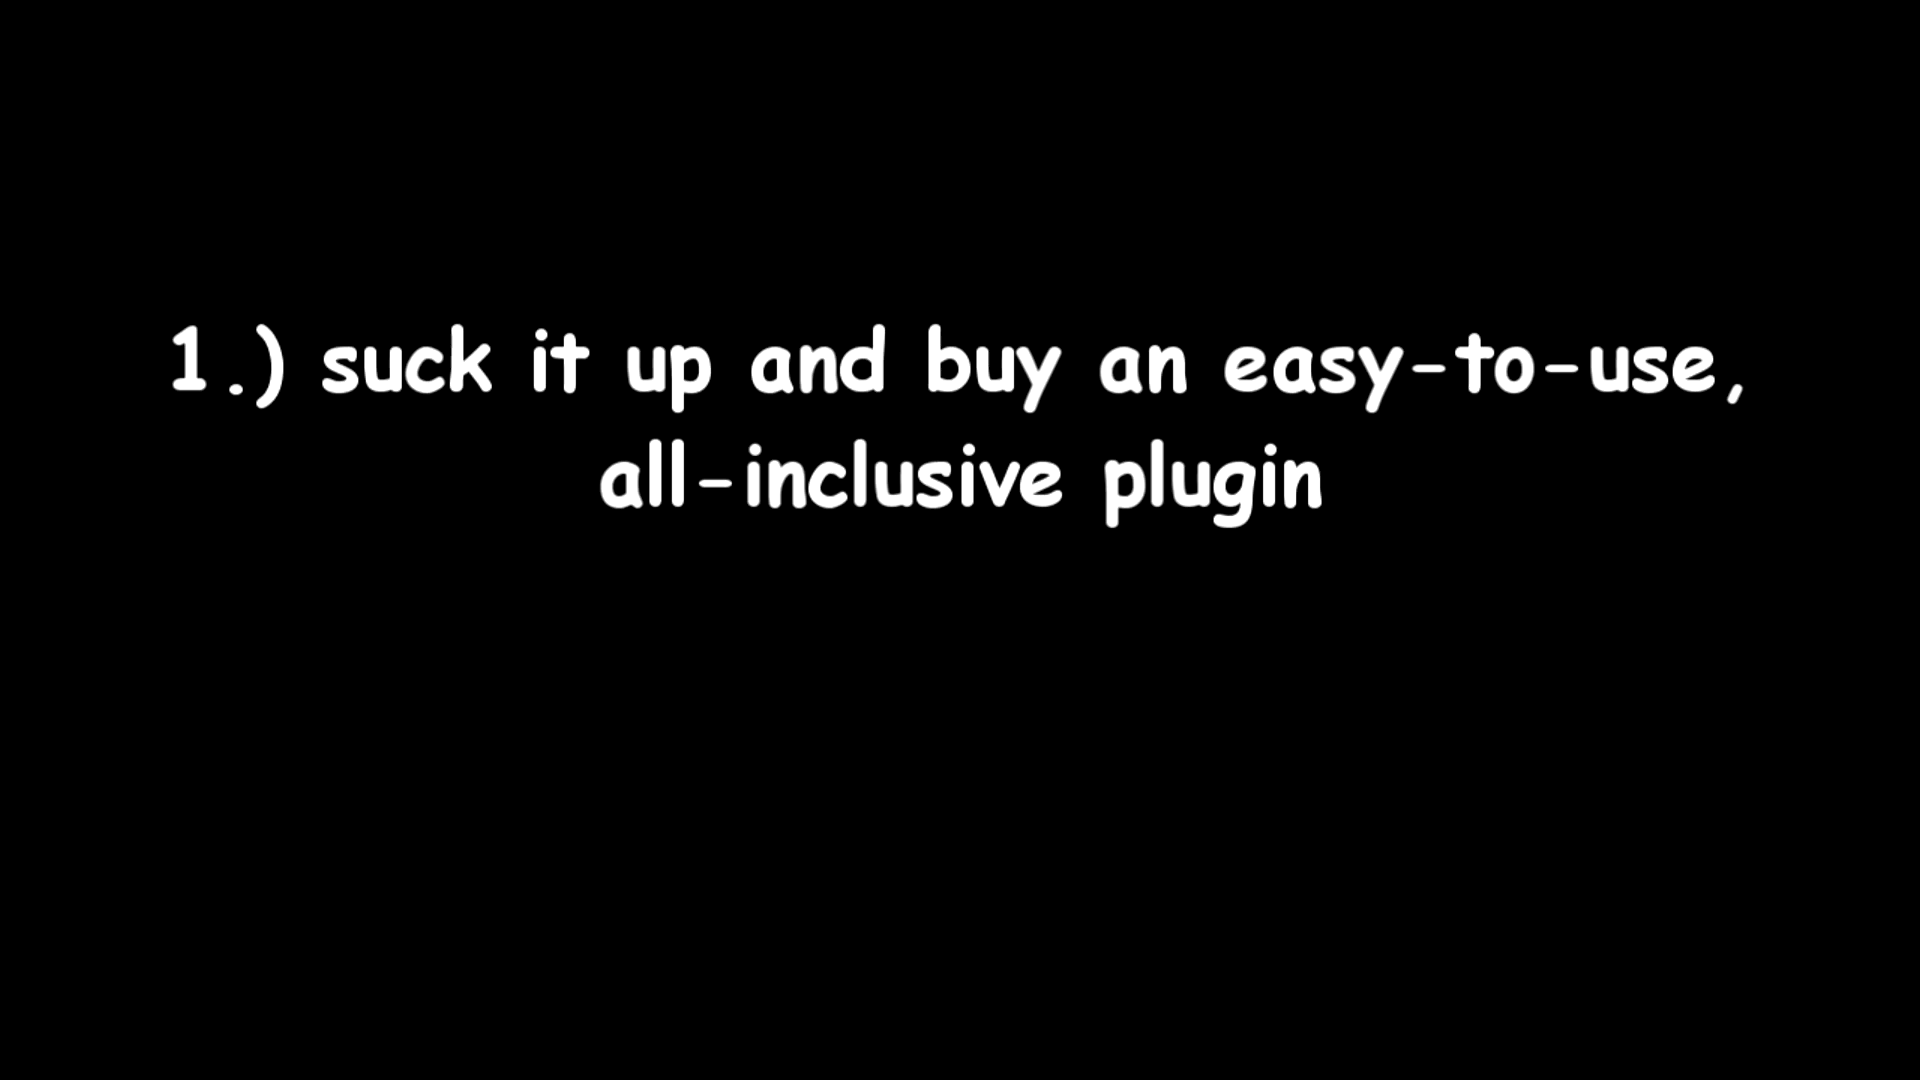 1.) suck it up and buy an easy-to-use,
all-inclusive plugin